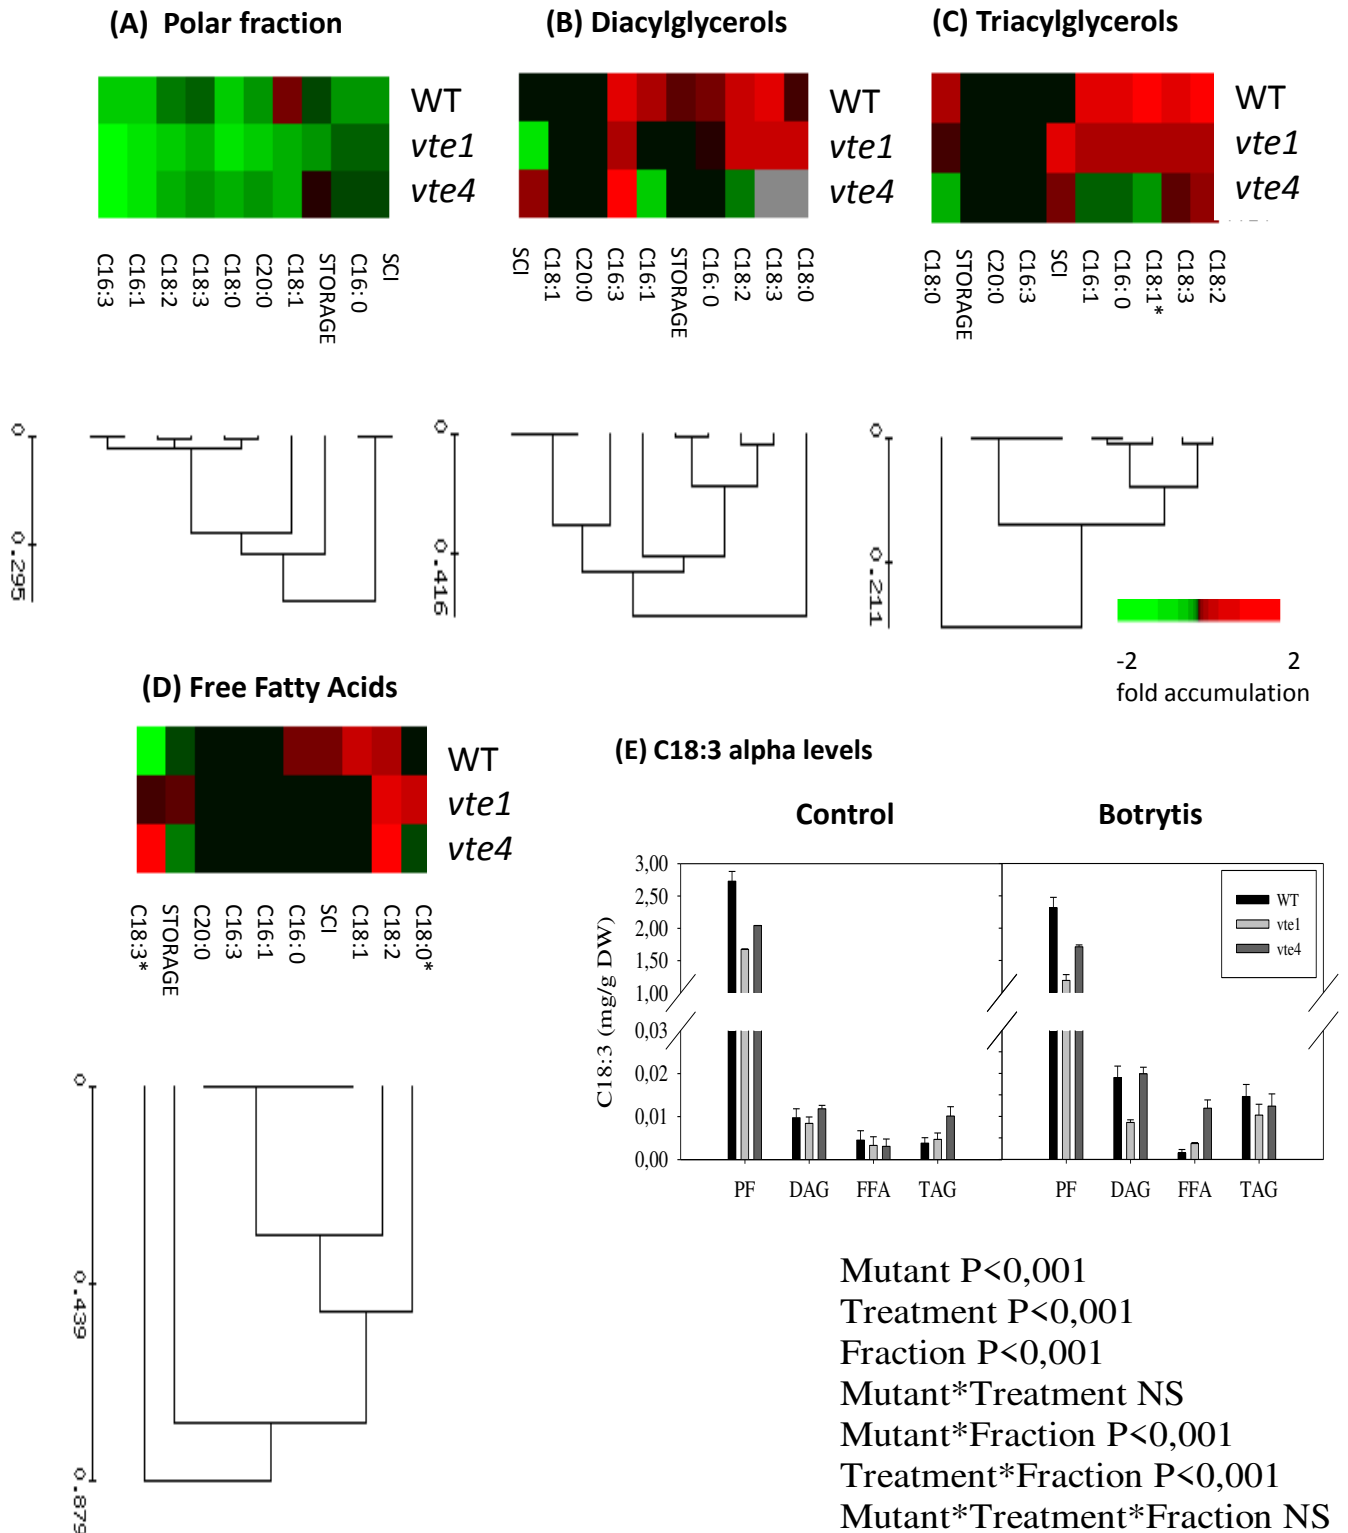 (A) Polar fraction
WT
vte1
vte4
C16:3
C16:1
C18:2
C18:3
C18:0
C20:0
C18:1
STORAGE
C16: 0
SCI
0
0.295
(B) Diacylglycerols
WT
vte1
vte4
SCI
C18:1
C20:0
C16:3
C16:1
STORAGE
C16: 0
C18:2
C18:3
C18:0
0
0.416
(C) Triacylglycerols
WT
vte1
vte4
C18:0
STORAGE
C20:0
C16:3
SCI
C16:1
C16: 0
C18:1*
C18:3
C18:2
0
0.211
-2 2
fold accumulation
(D) Free Fatty Acids
WT
vte1
vte4
C18:3*
STORAGE
C20:0
C16:3
C16:1
C16: 0
SCI
C18:1
C18:2
C18:0*
0
0.439
0.879
(E) C18:3 alpha levels
Control Botrytis
C18:3 (mg/g DW)
3,00
2,50
2,00
1,50
1,00
0,03
0,02
0,01
0,00
WT
vte1
vte4
PF DAG FFA TAG PF DAG FFA TAG
Mutant P<0,001
Treatment P<0,001
Fraction P<0,001
Mutant*Treatment NS
Mutant*Fraction P<0,001
Treatment*Fraction P<0,001
Mutant*Treatment*Fraction NS